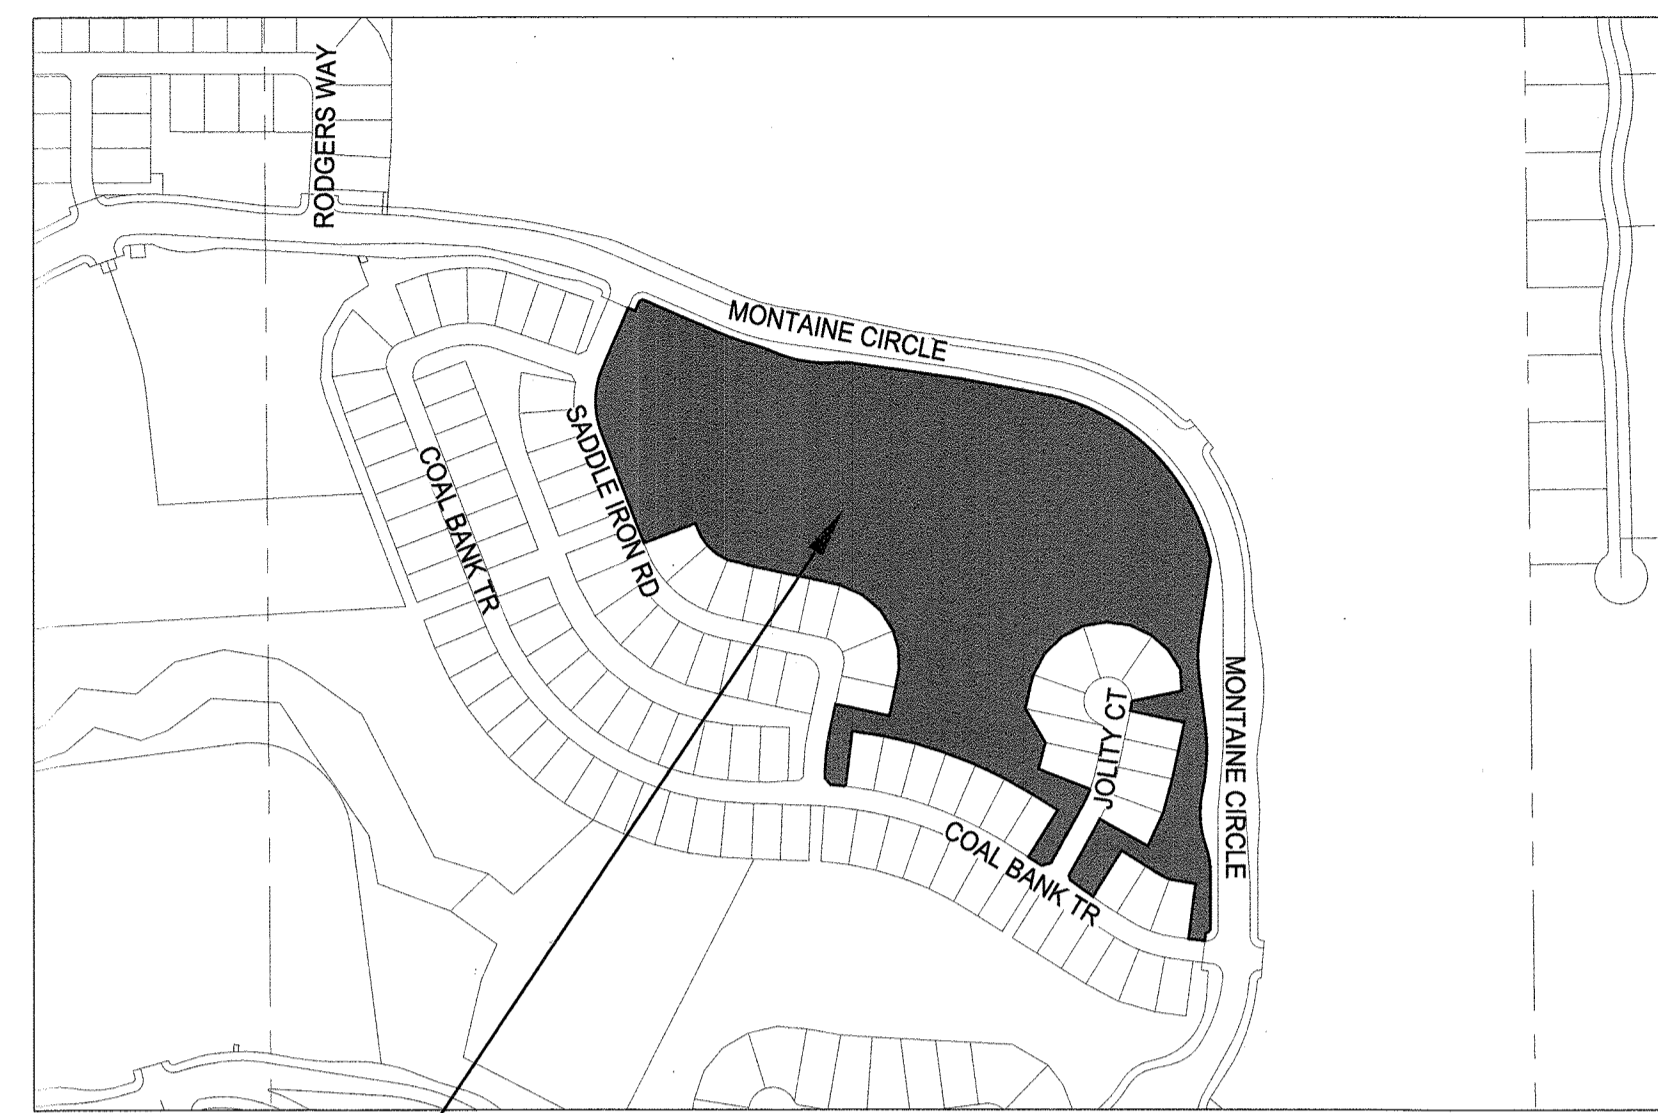 RODGERS WAY
MONTAINE CIRCLE
SADDLE IRON RD
COAL BANK TR
MONTAINE CIRCLE
JOLITY CT
COAL BANK TR